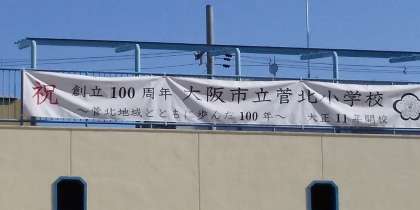 祝 創立100周年 大阪市立菅北小学校
～菅北地域とともに歩んだ100年～ 大正11年開校